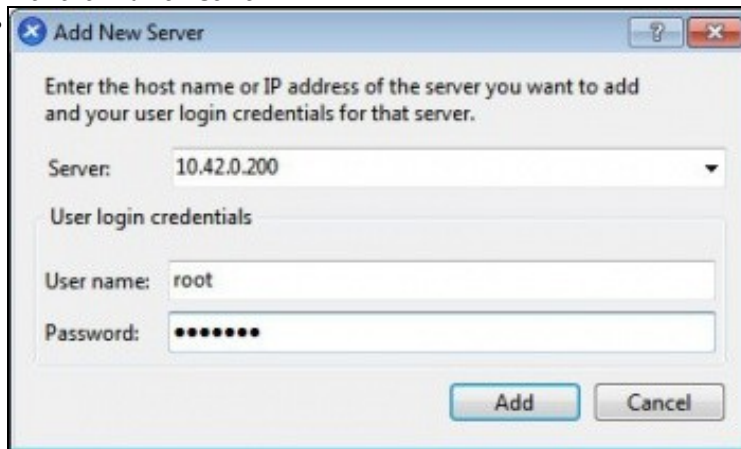 Add New Server
?
Enter the host name or IP address of the server you want to add
and your user login credentials for that server.
Server: 10.42.0.200
User login credentials
User name: root
Password: •••••••
Add Cancel